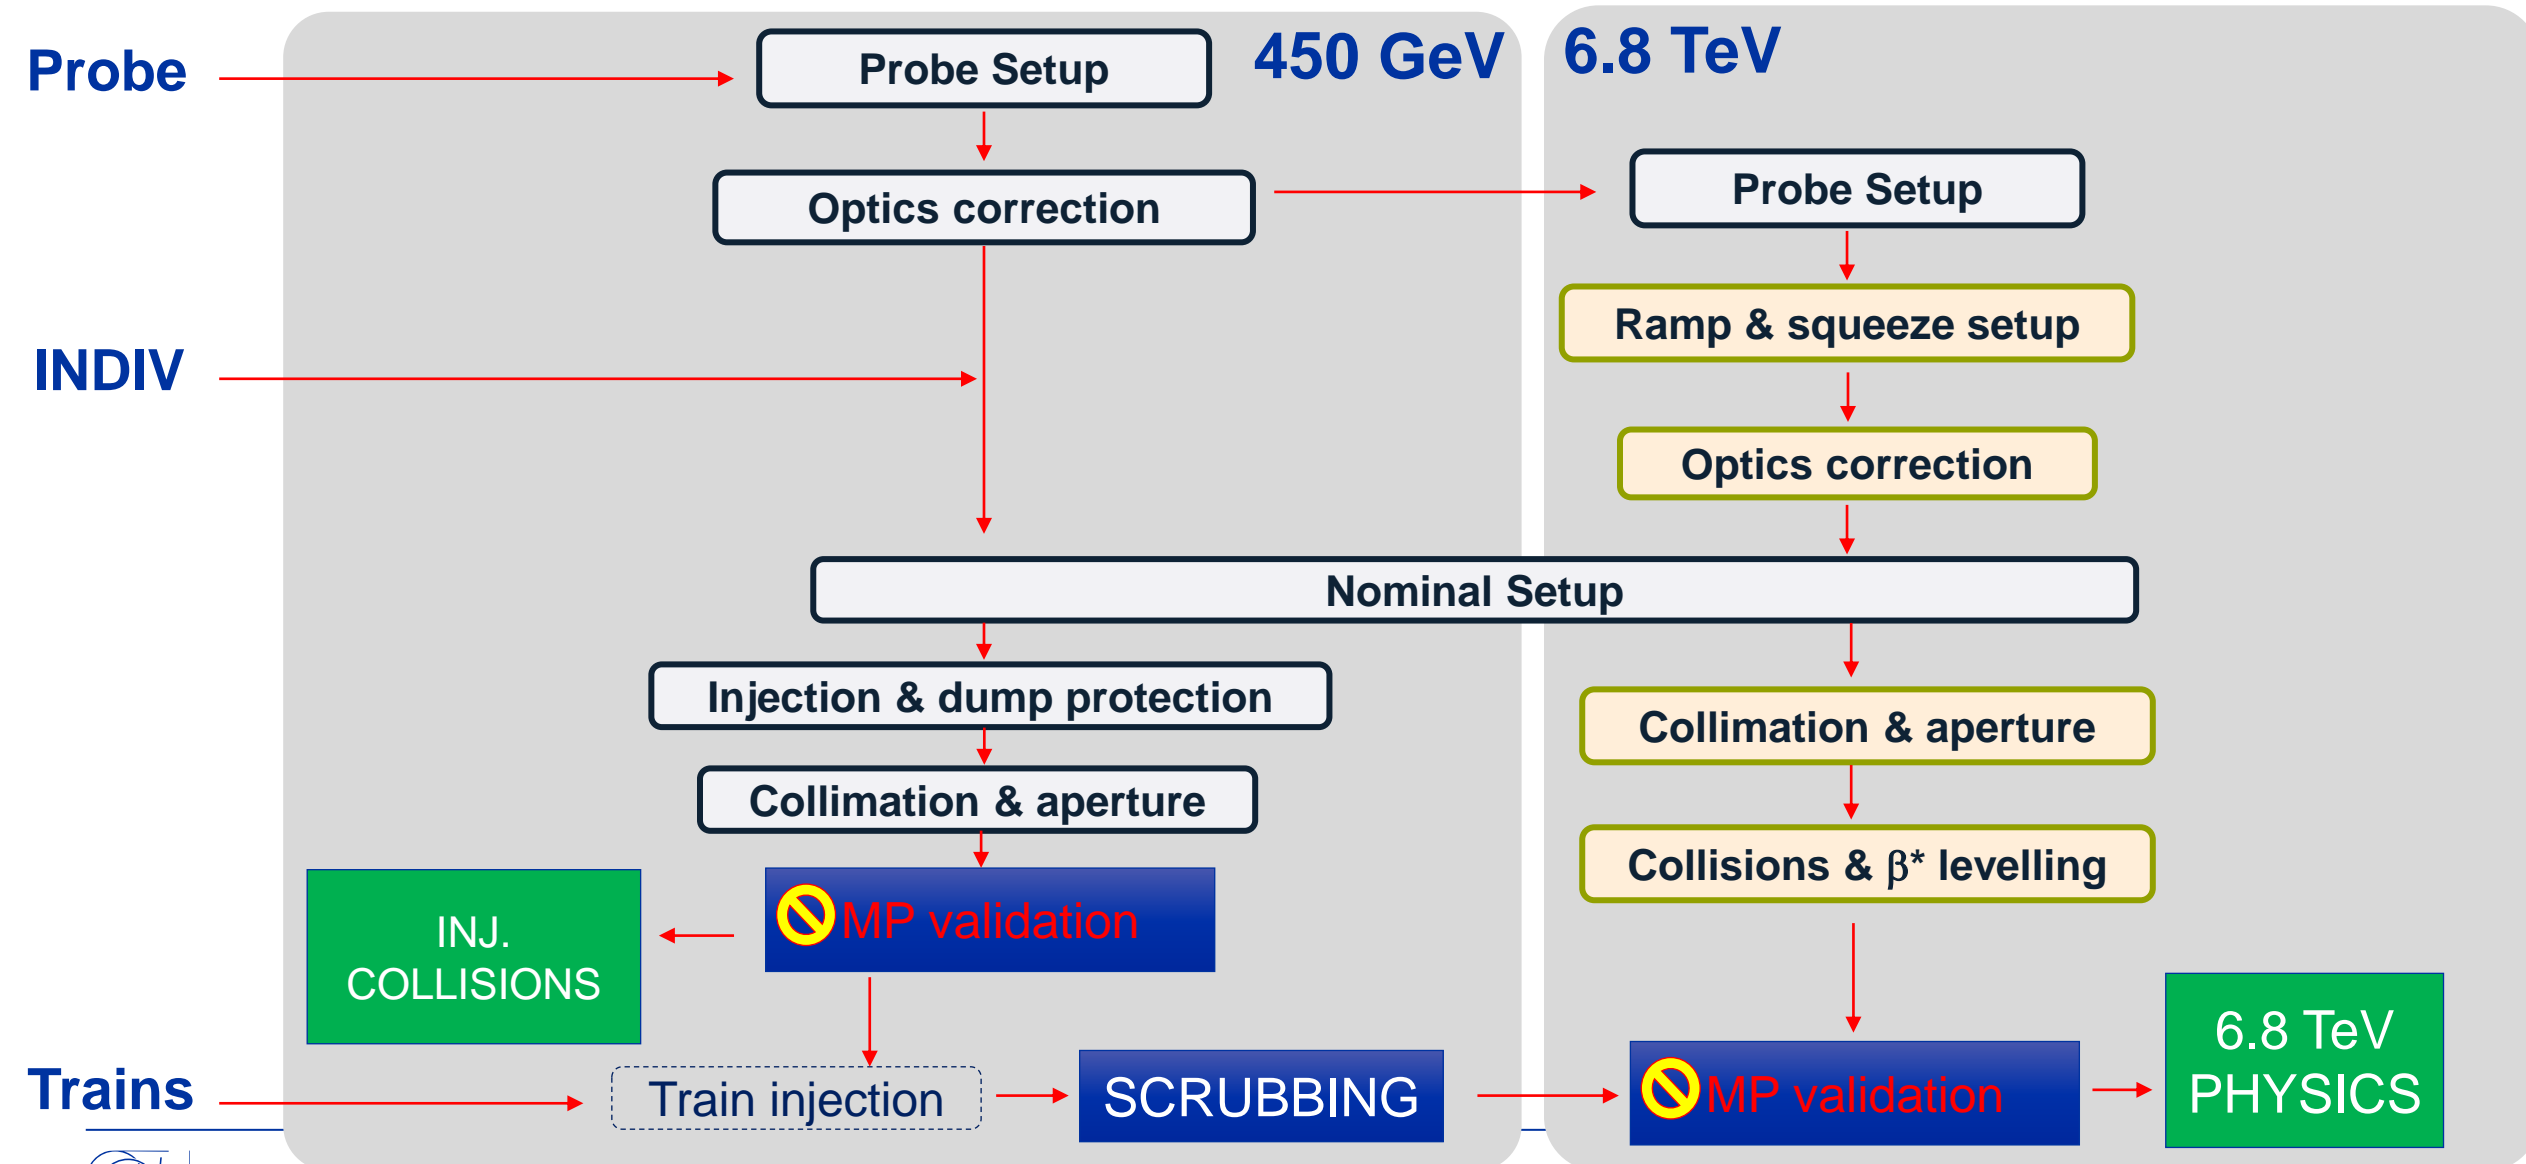 Probe
Probe Setup
450 GeV
6.8 TeV
Optics correction
Probe Setup
Ramp & squeeze setup
INDIV
Optics correction
Nominal Setup
Injection & dump protection
Collimation & aperture
Collimation & aperture
Collisions & β* levelling
MP validation
INJ.
COLLISIONS
6.8 TeV
PHYSICS
Trains
Train injection
SCRUBBING
MP validation